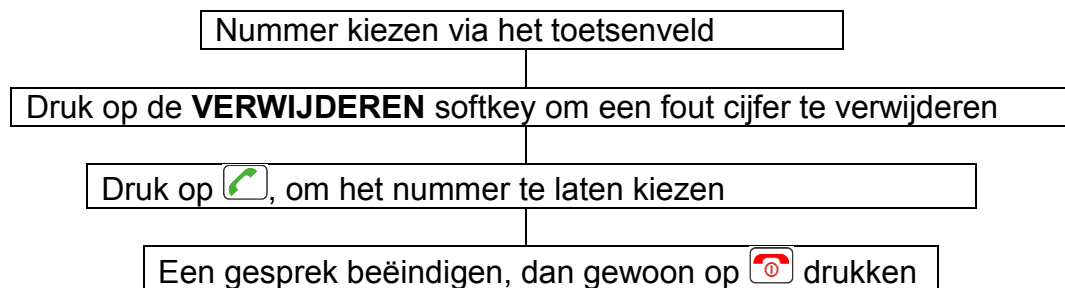 Nummer kiezen via het toetsenveld
Druk op de VERWIJDEREN softkey om een fout cijfer te verwijderen
Druk op , om het nummer te laten kiezen
Een gesprek beëindigen, dan gewoon op drukken